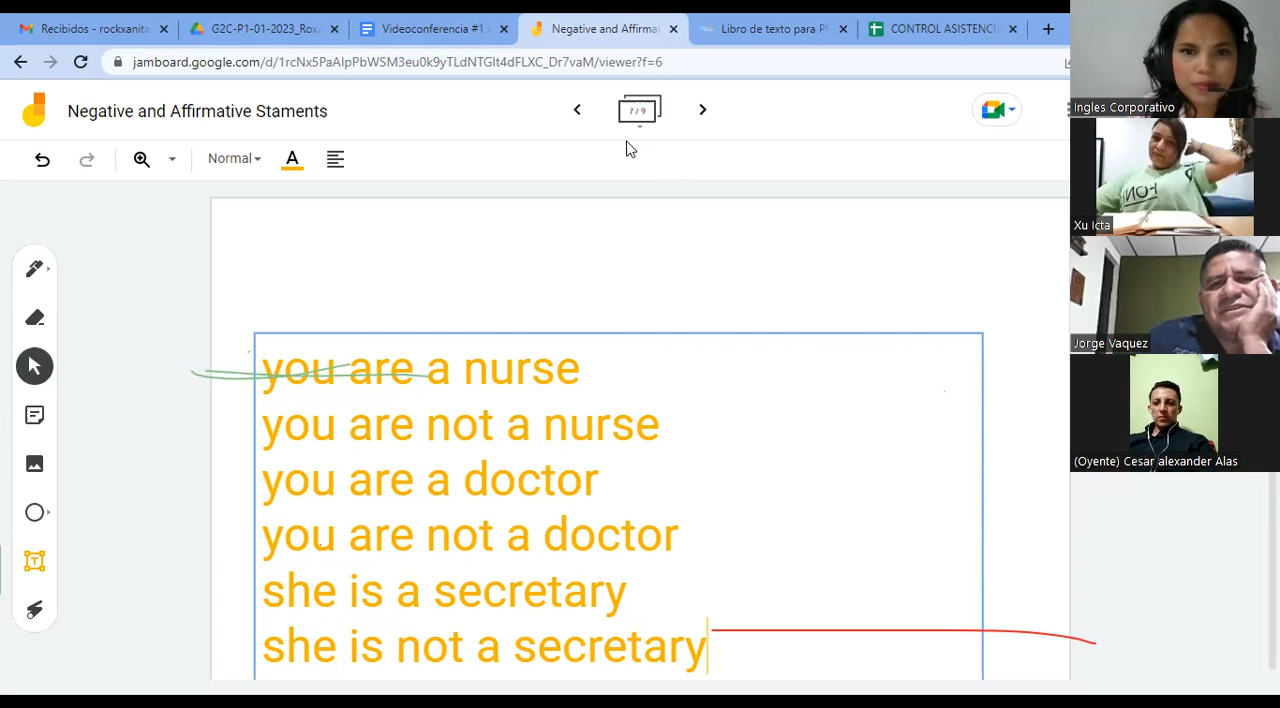 Recibidos - rockxanita
G2C-P1-01-2023_Roxa
Videoconferencia #1
Negative and Affirmat
Libro de texto para
CONTROL ASISTENCI
jamboard.google.com/d/1rcNx5PaAIpPbWSM3eu0k9yTLdNTGIt4dFLXC_Dr7vaM/viewer?f=6
Negative and Affirmative Staments
7 / 9
Normal
A
you are a nurse
you are not a nurse
you are a doctor
you are not a doctor
she is a secretary
she is not a secretary
Ingles Corporativo
Xu Icta
Jorge Vaquez
(Oyente) Cesar alexander Alas